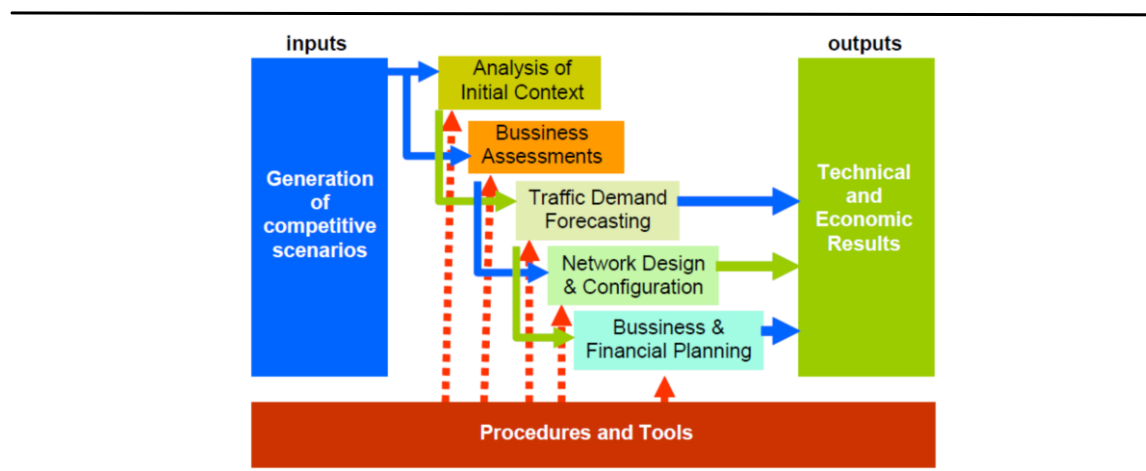 inputs
outputs
Generation
of
competitive
scenarios
Analysis of
Initial Context
Bussiness
Assessments
Traffic Demand
Forecasting
Network Design
& Configuration
Bussiness &
Financial Planning
Technical
and
Economic
Results
Procedures and Tools